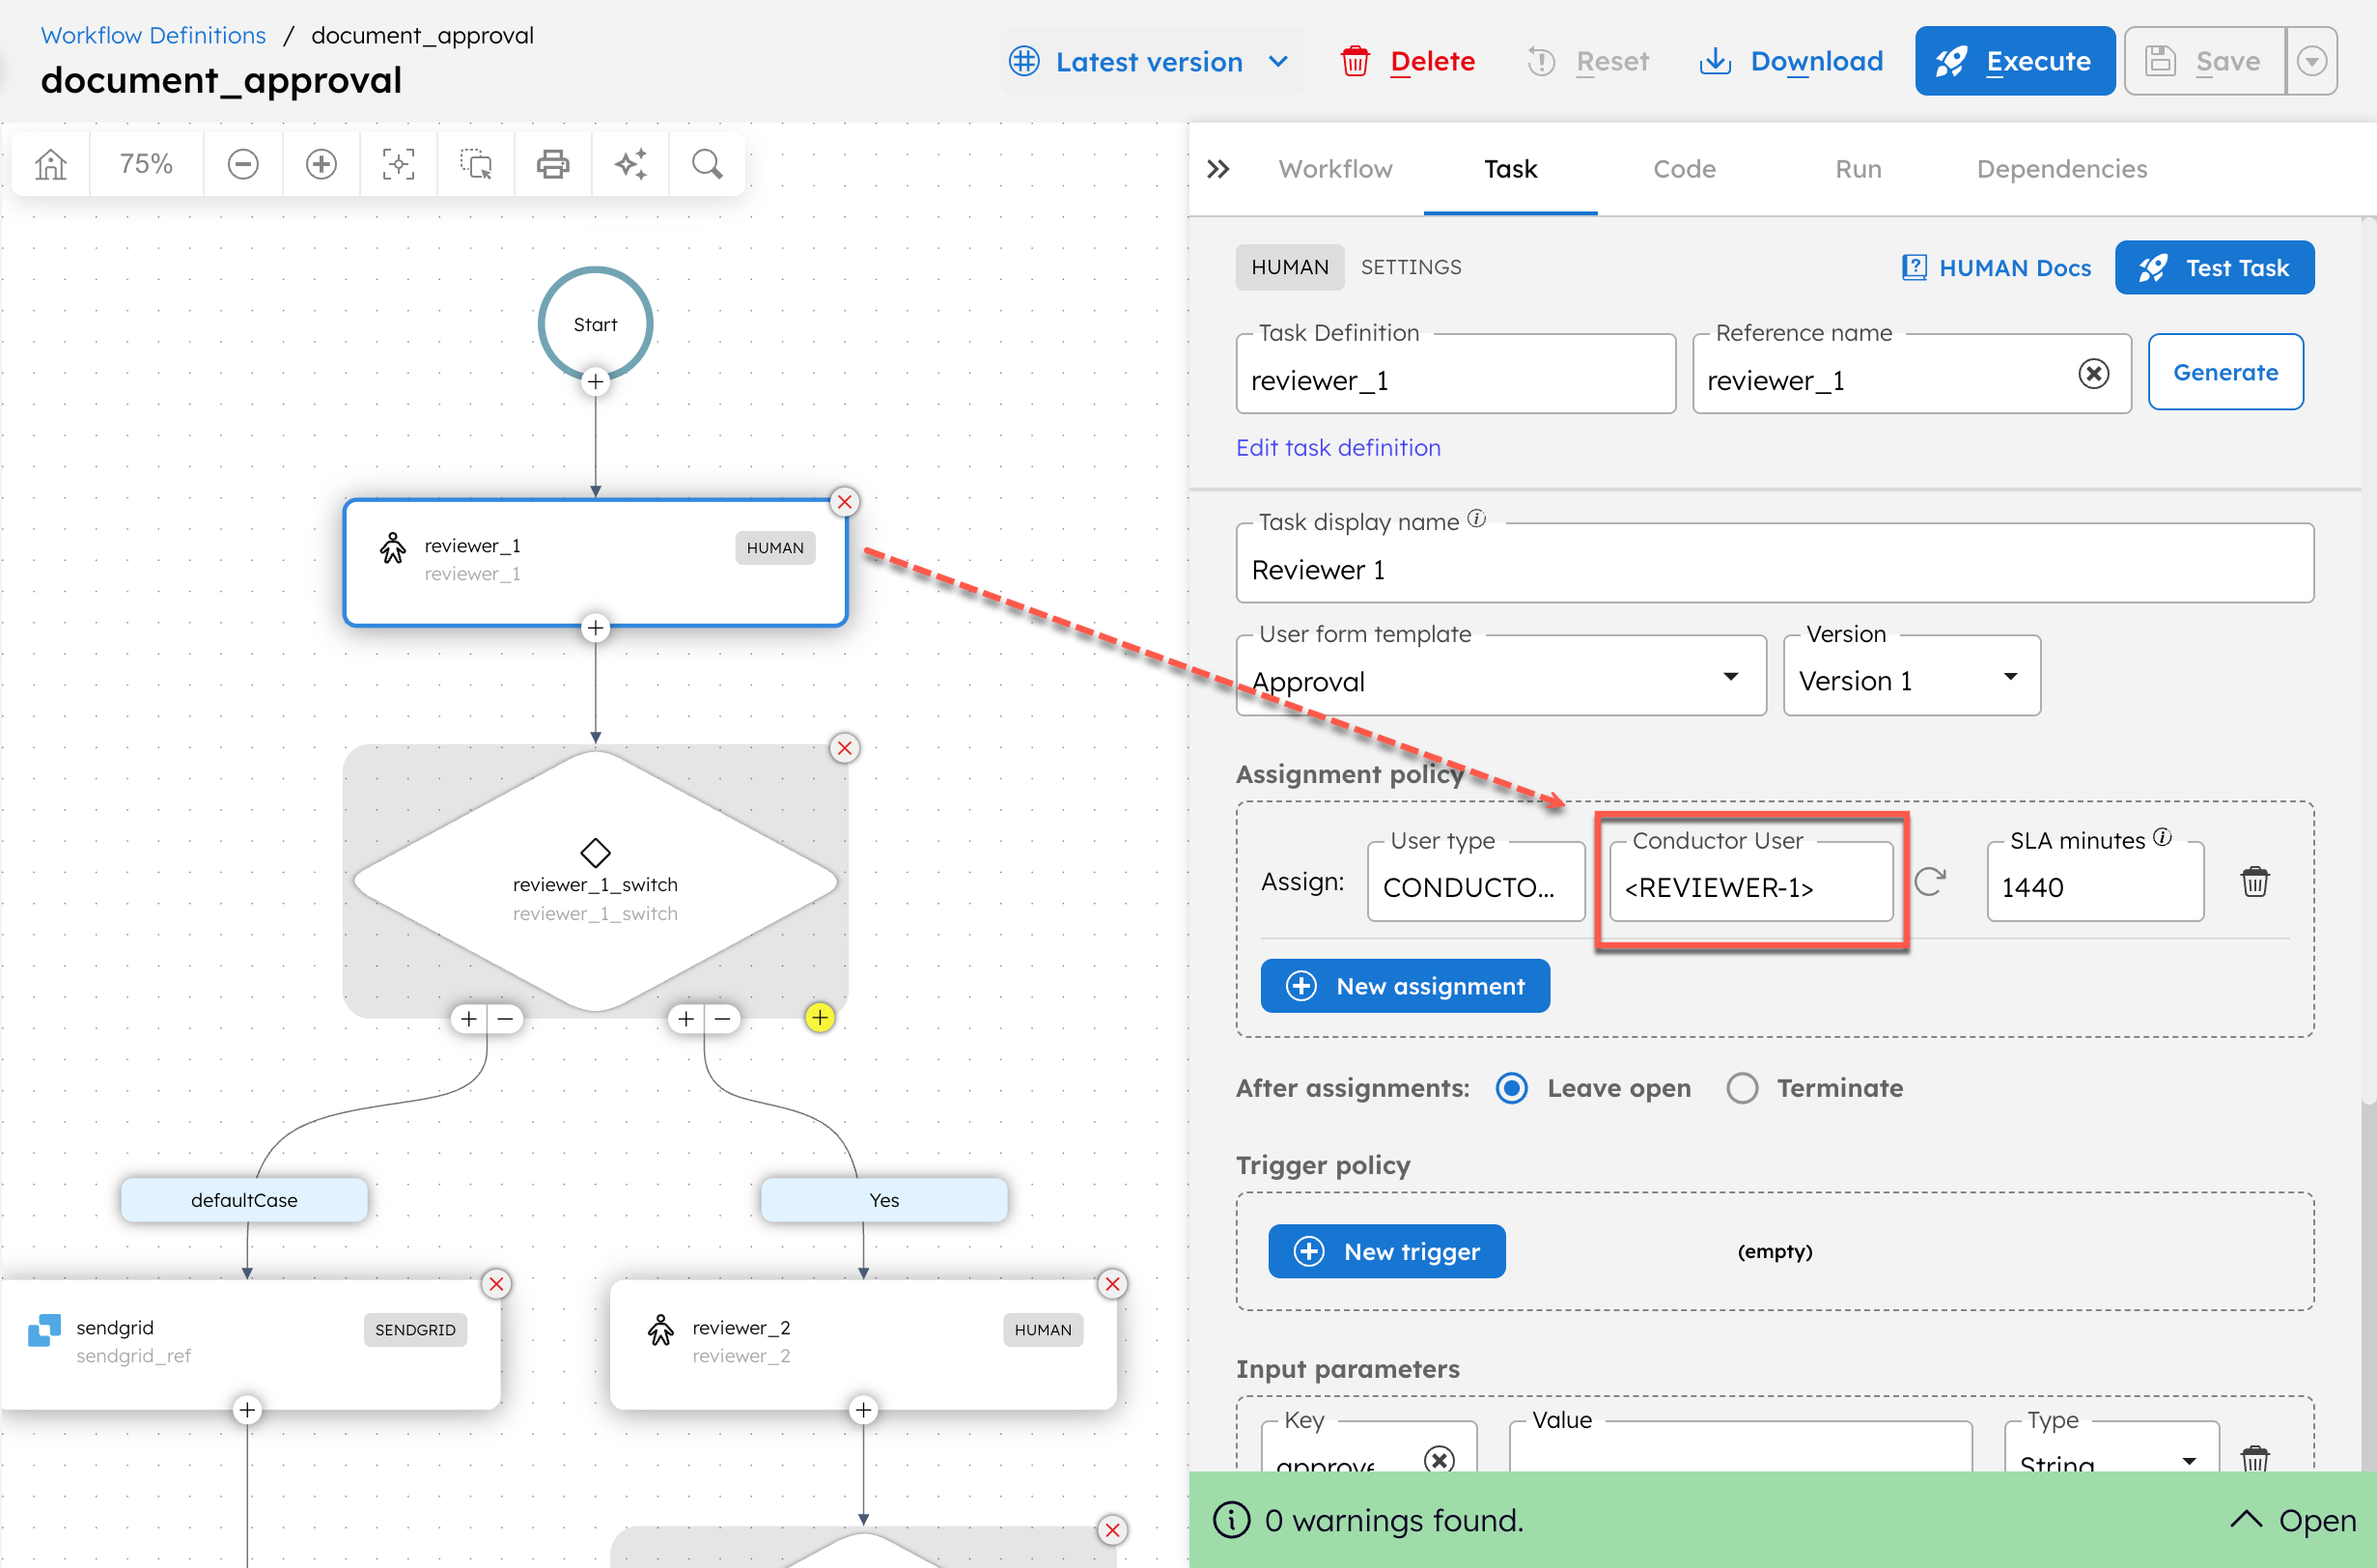 Workflow Definitions / document_approval
document_approval
Latest version
Delete
Reset
Download
Execute
Save
75%
Workflow
Task
Code
Run
Dependencies
HUMAN
SETTINGS
HUMAN Docs
Test Task
Task Definition
reviewer_1
Reference name
reviewer_1
Generate
Edit task definition
Task display name
Reviewer 1
User form template
Approval
Version
Version 1
Assignment policy
Assign:
User type
CONDUCTO...
Conductor User
<REVIEWER-1>
SLA minutes
1440
New assignment
After assignments:
Leave open
Terminate
Trigger policy
New trigger
(empty)
Input parameters
Key
approve
Value
Type
String
0 warnings found.
Open
Start
reviewer_1
reviewer_1
HUMAN
reviewer_1_switch
reviewer_1_switch
defaultCase
Yes
sendgrid
sendgrid_ref
SENDGRID
reviewer_2
reviewer_2
HUMAN